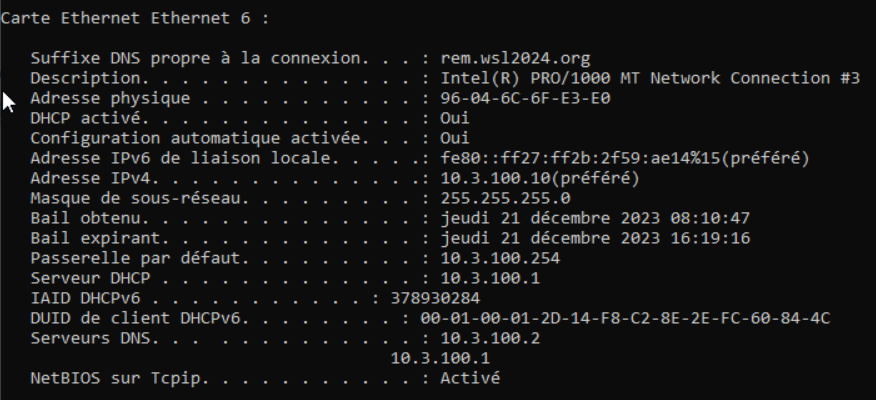 Carte Ethernet Ethernet 6 :
Suffixe DNS propre à la connexion. . . : rem.wsl2024.org
Description. . . . . . . . . . . . . . : Intel(R) PRO/1000 MT Network Connection #3
Adresse physique . . . . . . . . . . . : 96-04-6C-6F-E3-E0
DHCP activé. . . . . . . . . . . . . . : Oui
Configuration automatique activée. . . : Oui
Adresse IPv6 de liaison locale. . . . .: fe80::ff27:ff2b:2f59:ae14%15(préféré)
Adresse IPv4. . . . . . . . . . . . . .: 10.3.100.10(préféré)
Masque de sous-réseau. . . . . . . . . : 255.255.255.0
Bail obtenu. . . . . . . . . . . . . . : jeudi 21 décembre 2023 08:10:47
Bail expirant. . . . . . . . . . . . . : jeudi 21 décembre 2023 16:19:16
Passerelle par défaut. . . . . . . . . : 10.3.100.254
Serveur DHCP . . . . . . . . . . . . . : 10.3.100.1
IAID DHCPv6 . . . . . . . . . . . : 378930284
DUID de client DHCPv6. . . . . . . . : 00-01-00-01-2D-14-F8-C2-8E-2E-FC-60-84-4C
Serveurs DNS. . .  . . . . . . . . . . : 10.3.100.2
10.3.100.1
NetBIOS sur Tcpip. . . . . . . . . . . : Activé